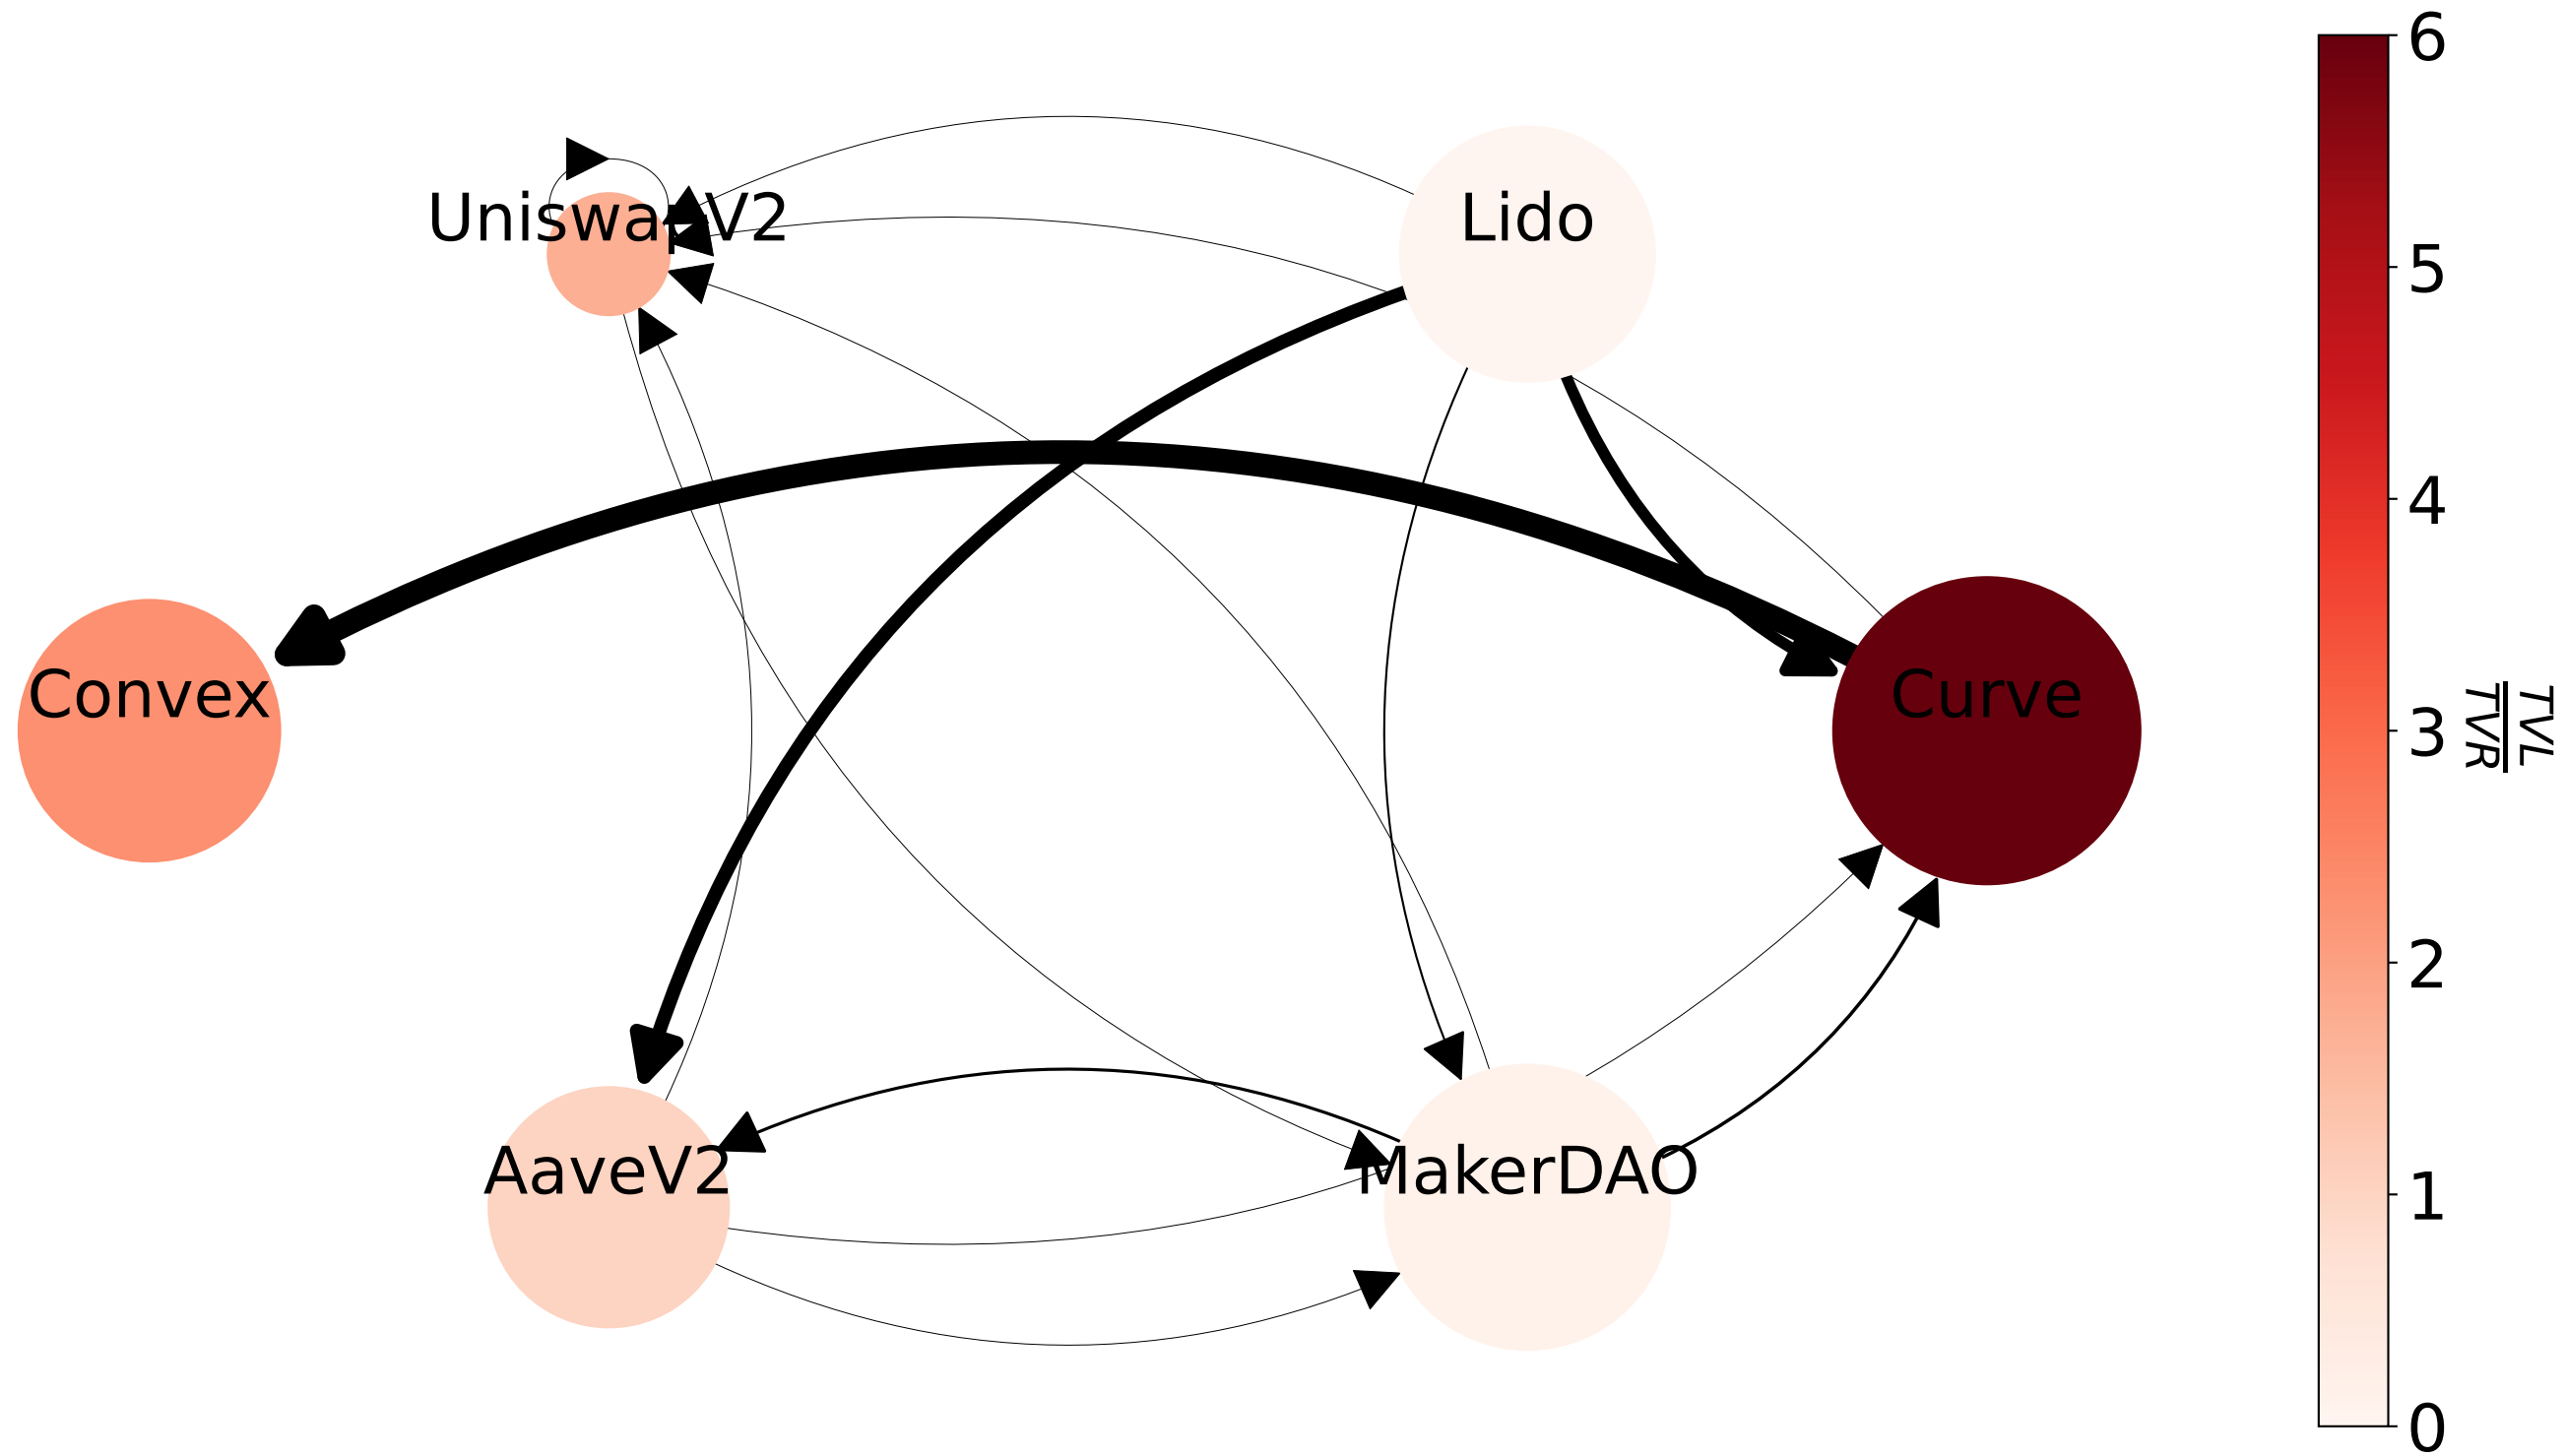 UniswapV2
Lido
Convex
Curve
AaveV2
MakerDAO
6
5
4
3
2
1
0
TVL
TVR